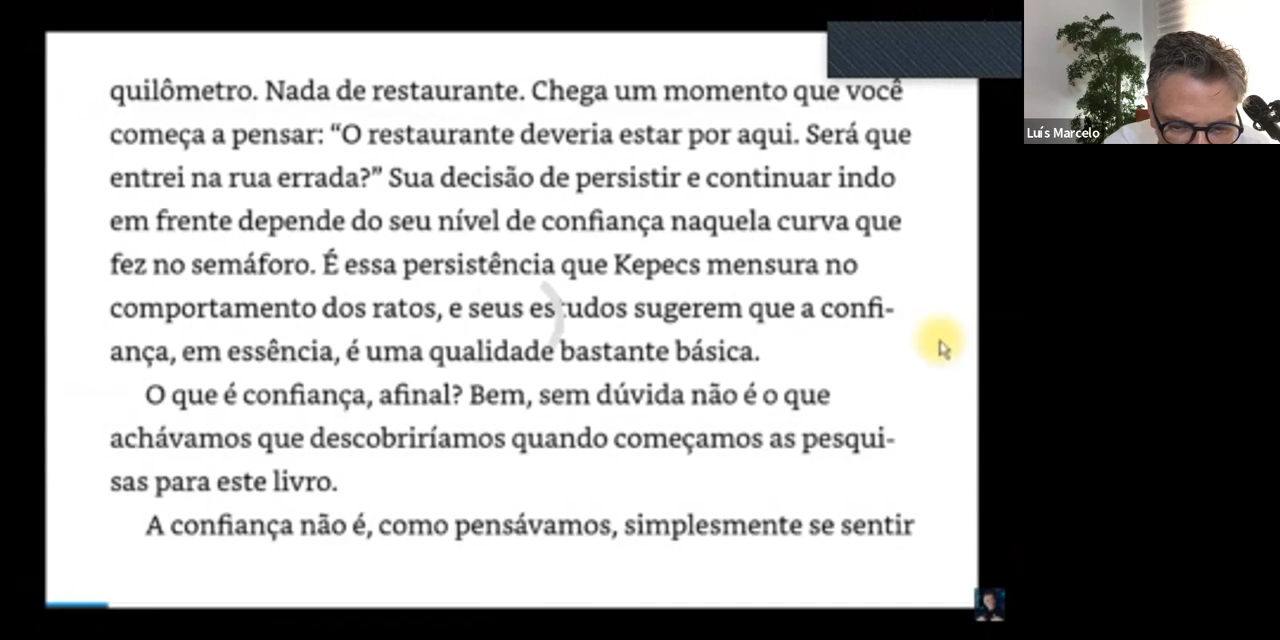 quilômetro. Nada de restaurante. Chega um momento que você
começa a pensar: “O restaurante deveria estar por aqui. Será que
entrei na rua errada?” Sua decisão de persistir e continuar indo
em frente depende do seu nível de confiança naquela curva que
fez no semáforo. É essa persistência que Kepecs mensura no
comportamento dos ratos, e seus estudos sugerem que a confi-
ança, em essência, é uma qualidade bastante básica.
O que é confiança, afinal? Bem, sem dúvida não é o que
achávamos que descobriríamos quando começamos as pesqui-
sas para este livro.
A confiança não é, como pensávamos, simplesmente se sentir
Luís Marcelo